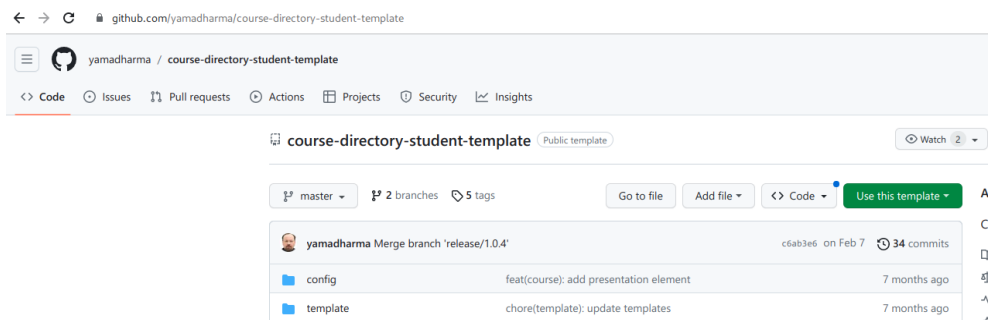 github.com/yamadharma/course-directory-student-template
yamadharma / course-directory-student-template
Code Issues Pull requests Actions Projects Security Insights
course-directory-student-template Public template Watch 2
master 2 branches 5 tags Go to file Add file Code Use this template
yamadharma Merge branch 'release/1.0.4' c6ab3e6 on Feb 7 34 commits
config feat(course): add presentation element 7 months ago
template chore(template): update templates 7 months ago